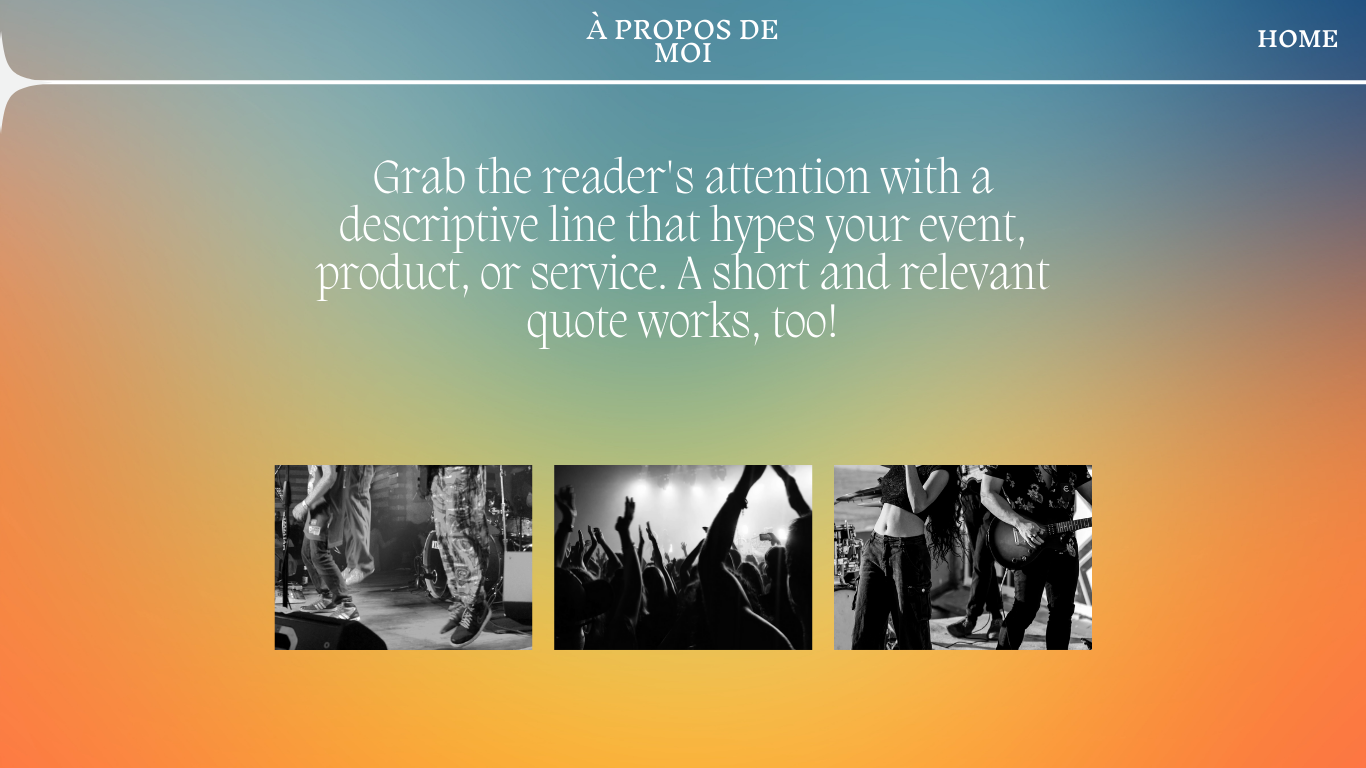 À PROPOS DE
MOI
HOME
Grab the reader's attention with a
descriptive line that hypes your event,
product, or service. A short and relevant
quote works, too!